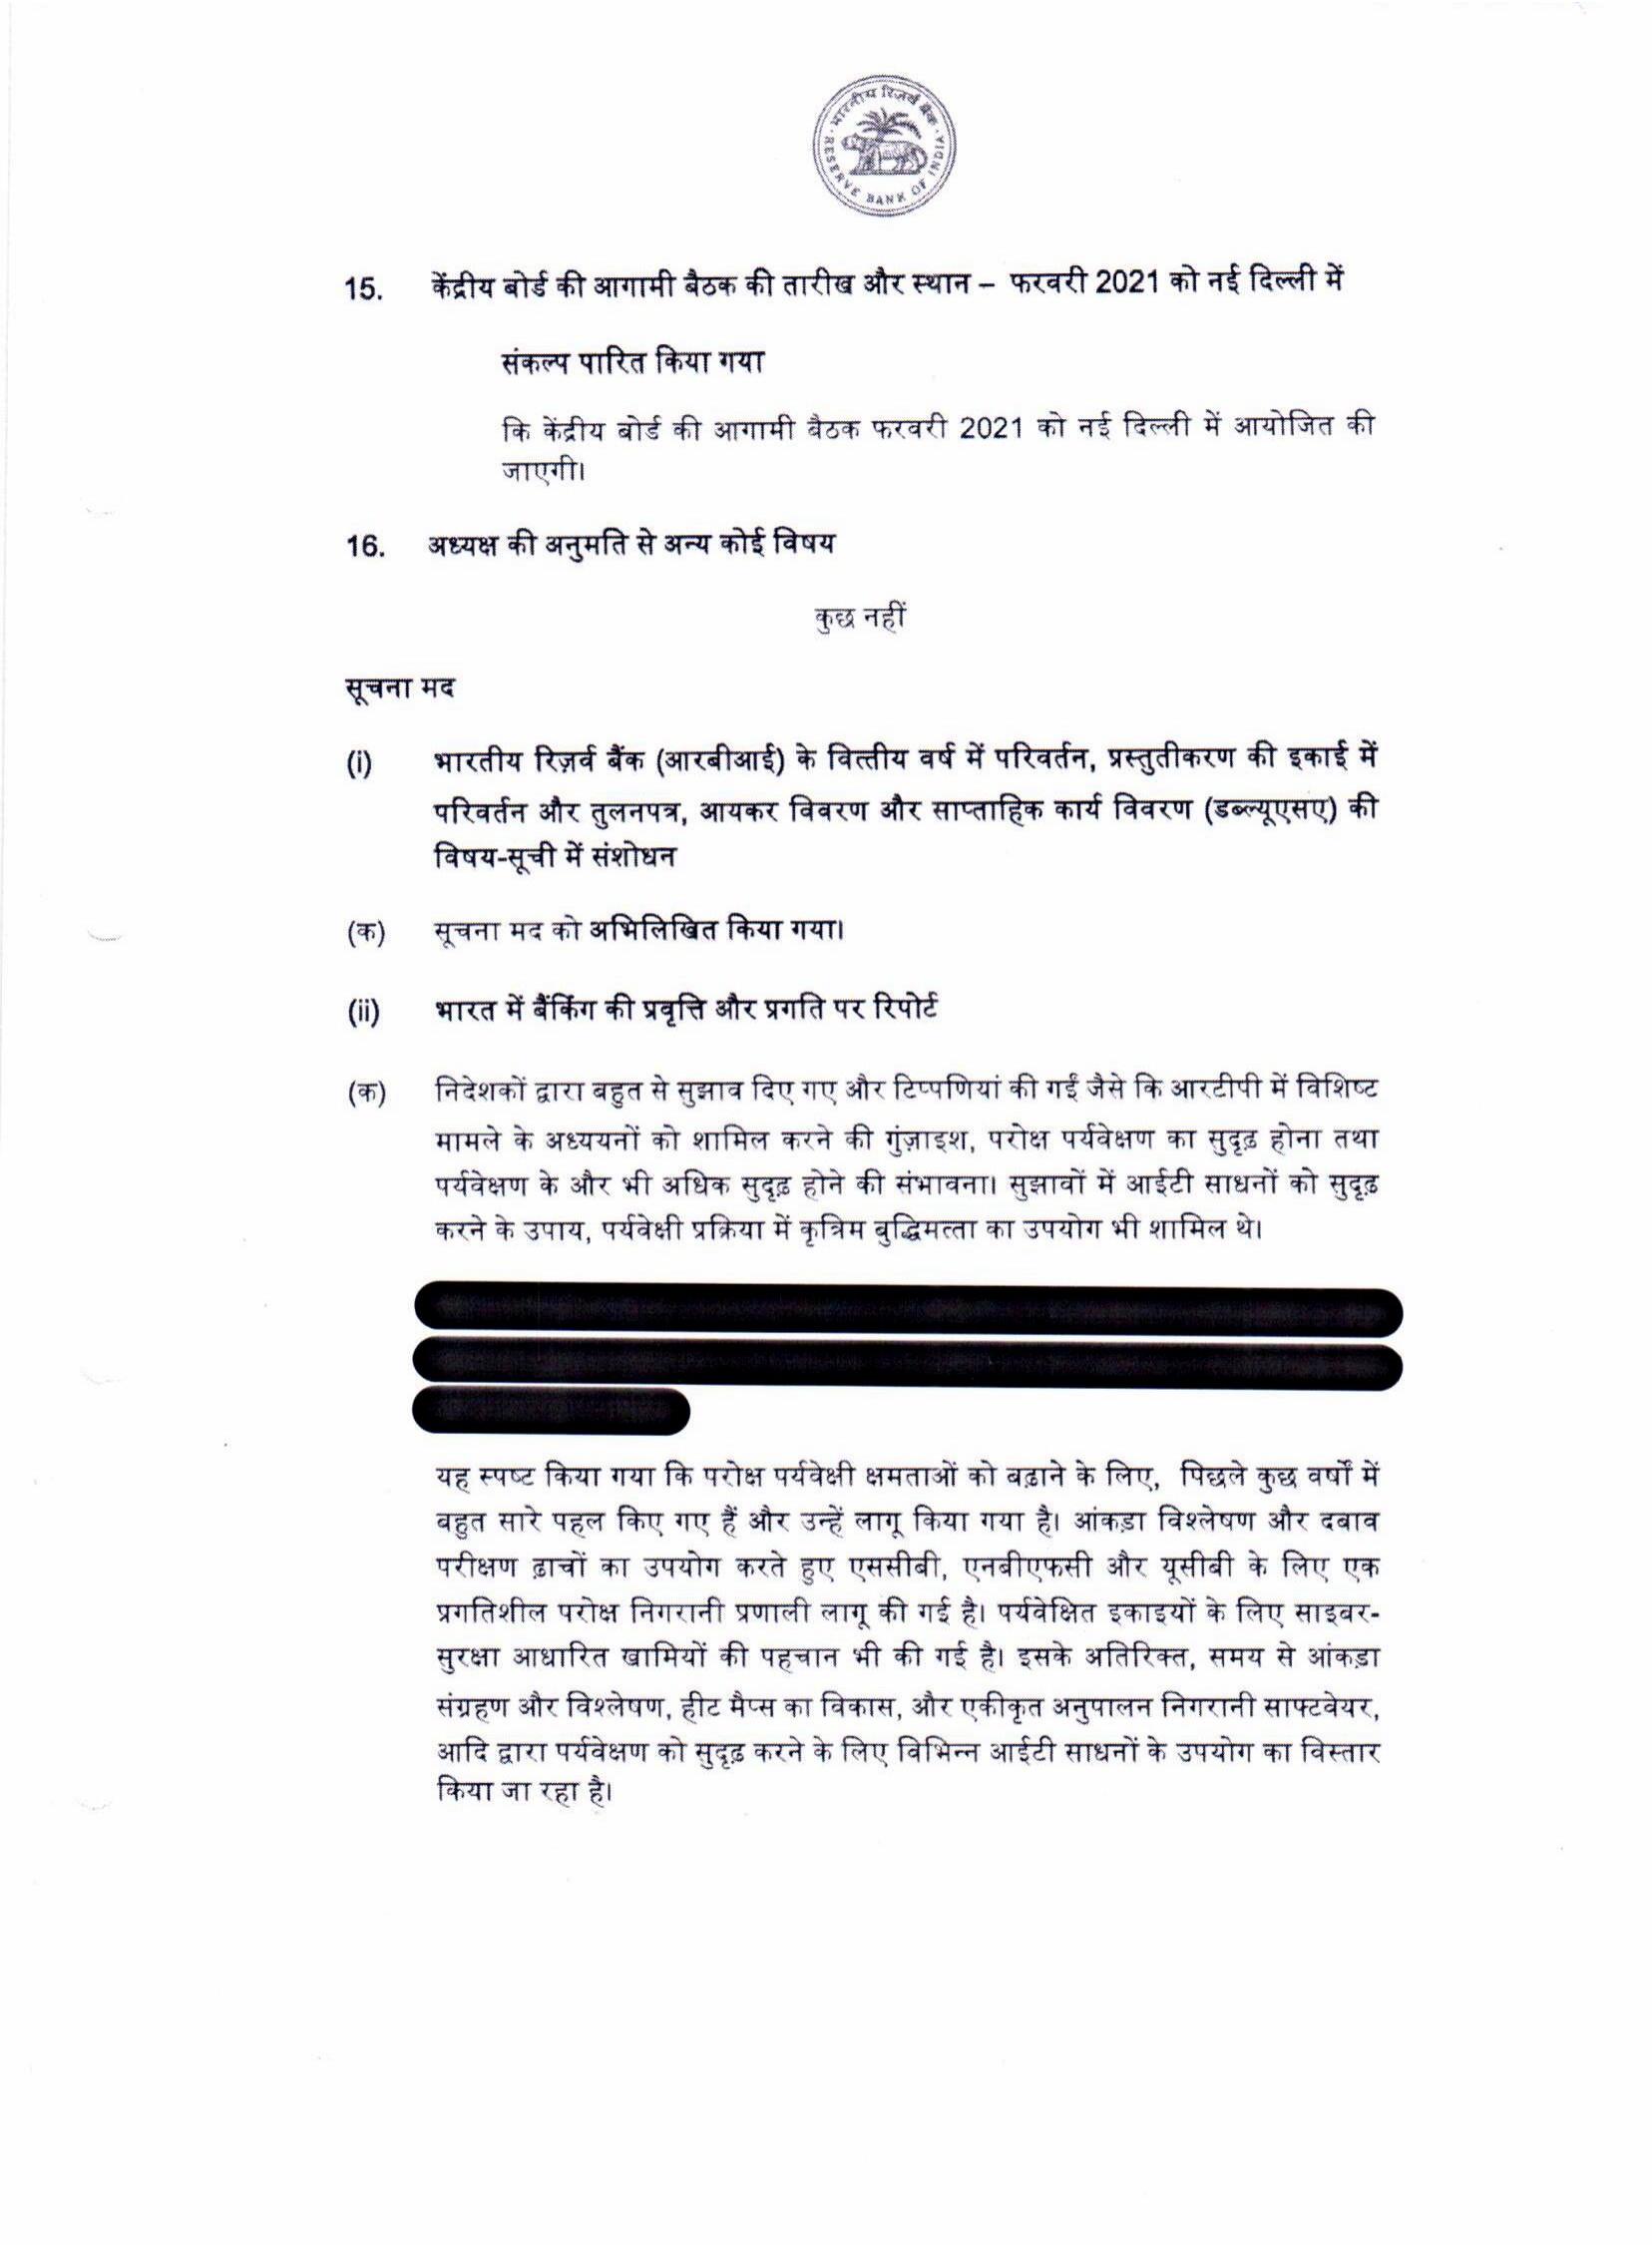 भारतीय रिज़र्व बैंक
RESERVE BANK OF INDIA
15. केंद्रीय बोर्ड की आगामी बैठक की तारीख और स्थान – फरवरी 2021 को नई दिल्ली में
संकल्प पारित किया गया
कि केंद्रीय बोर्ड की आगामी बैठक फरवरी 2021 को नई दिल्ली में आयोजित की
जाएगी।
16. अध्यक्ष की अनुमति से अन्य कोई विषय
कुछ नहीं
सूचना मद
(i) भारतीय रिज़र्व बैंक (आरबीआई) के वित्तीय वर्ष में परिवर्तन, प्रस्तुतीकरण की इकाई में
परिवर्तन और तुलनपत्र, आयकर विवरण और साप्ताहिक कार्य विवरण (डब्ल्यूएसए) की
विषय-सूची में संशोधन
(क) सूचना मद को अभिलिखित किया गया।
(ii) भारत में बैंकिंग की प्रवृत्ति और प्रगति पर रिपोर्ट
(क) निदेशकों द्वारा बहुत से सुझाव दिए गए और टिप्पणियां की गईं जैसे कि आरटीपी में विशिष्ट
मामले के अध्ययनों को शामिल करने की गुंज़ाइश, परोक्ष पर्यवेक्षण का सुदृढ़ होना तथा
पर्यवेक्षण के और भी अधिक सुदृढ़ होने की संभावना। सुझावों में आईटी साधनों को सुदृढ़
करने के उपाय, पर्यवेक्षी प्रक्रिया में कृत्रिम बुद्धिमत्ता का उपयोग भी शामिल थे।
यह स्पष्ट किया गया कि परोक्ष पर्यवेक्षी क्षमताओं को बढ़ाने के लिए, पिछले कुछ वर्षों में
बहुत सारे पहल किए गए हैं और उन्हें लागू किया गया है। आंकड़ा विश्लेषण और दबाव
परीक्षण ढ़ाचों का उपयोग करते हुए एससीबी, एनबीएफसी और यूसीबी के लिए एक
प्रगतिशील परोक्ष निगरानी प्रणाली लागू की गई है। पर्यवेक्षित इकाइयों के लिए साइबर-
सुरक्षा आधारित खामियों की पहचान भी की गई है। इसके अतिरिक्त, समय से आंकड़ा
संग्रहण और विश्लेषण, हीट मैप्स का विकास, और एकीकृत अनुपालन निगरानी साफ्टवेयर,
आदि द्वारा पर्यवेक्षण को सुदृढ़ करने के लिए विभिन्न आईटी साधनों के उपयोग का विस्तार
किया जा रहा है।